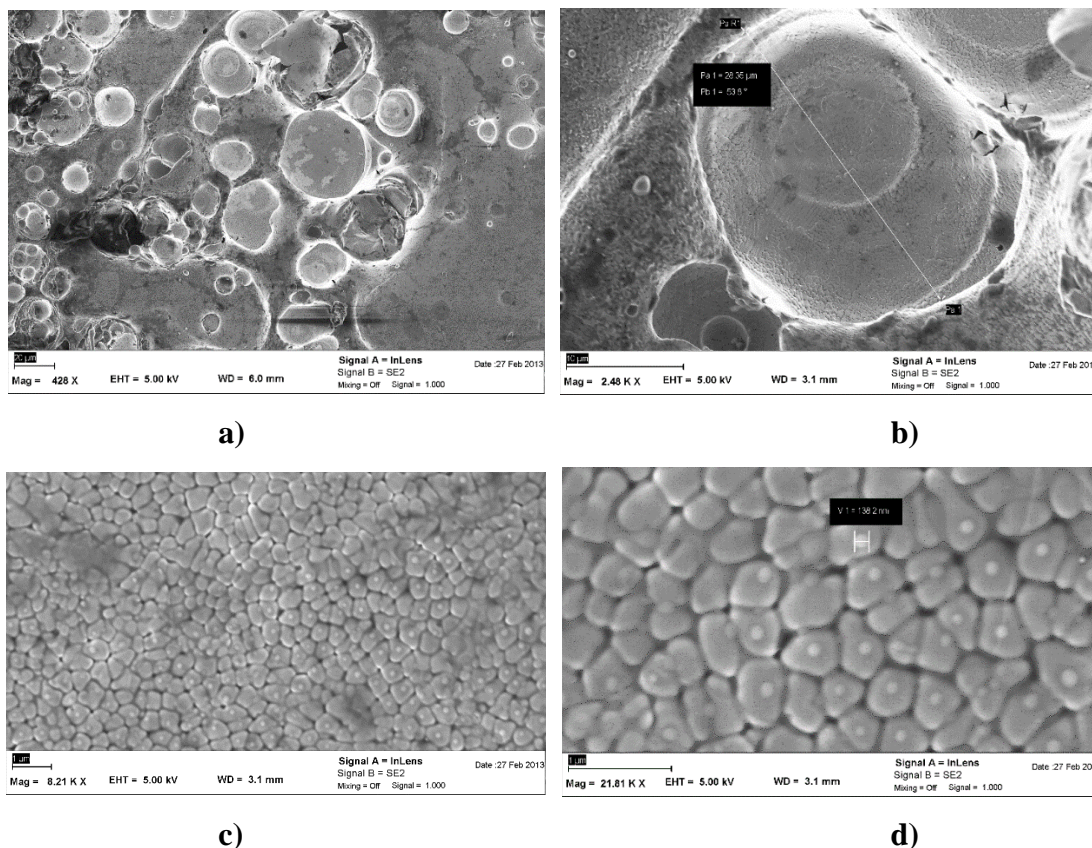 Pa R1
Pa 1 = 28.35 µm
Pb 1 = 53.6 °
Pa 1
20 µm
Mag = 428 X
EHT = 5.00 kV
WD = 6.0 mm
Signal A = InLens
Signal B = SE2
Mixing = Off Signal = 1.000
Date :27 Feb 2013
10 µm
Mag = 2.48 K X
EHT = 5.00 kV
WD = 3.1 mm
Signal A = InLens
Signal B = SE2
Mixing = Off Signal = 1.000
Date :27 Feb 201
a)
b)
V 1 = 138.2 nm
1 µm
Mag = 8.21 K X
EHT = 5.00 kV
WD = 3.1 mm
Signal A = InLens
Signal B = SE2
Mixing = Off Signal = 1.000
Date :27 Feb 2013
1 µm
Mag = 21.81 K X
EHT = 5.00 kV
WD = 3.1 mm
Signal A = InLens
Signal B = SE2
Mixing = Off Signal = 1.000
Date :27 Feb 20
c)
d)